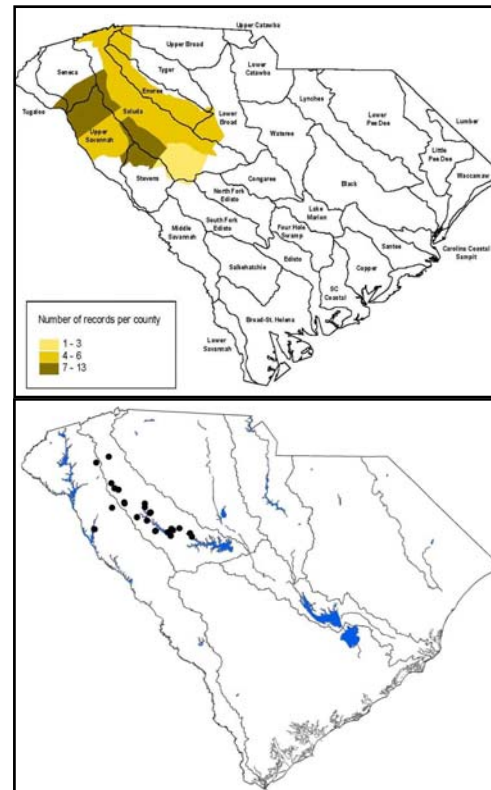 Upper Catawba
Upper Broad
Seneca
Tyger
Lower Catawba
Enoree
Lynches
Tugaloo
Saluda
Lower Broad
Lower Pee Dee
Lumber
Upper Savannah
Wateree
Little Pee Dee
Waccamaw
Stevens
Congaree
Black
North Fork Edisto
Lake Marion
Middle Savannah
South Fork Edisto
Four Hole Swamp
Santee
Carolina Coastal
Sampit
Edisto
Salkehatchie
Copper
SC Coastal
Number of records per county
1 - 3
4 - 6
7 - 13
Broad-St. Helena
Lower Savannah